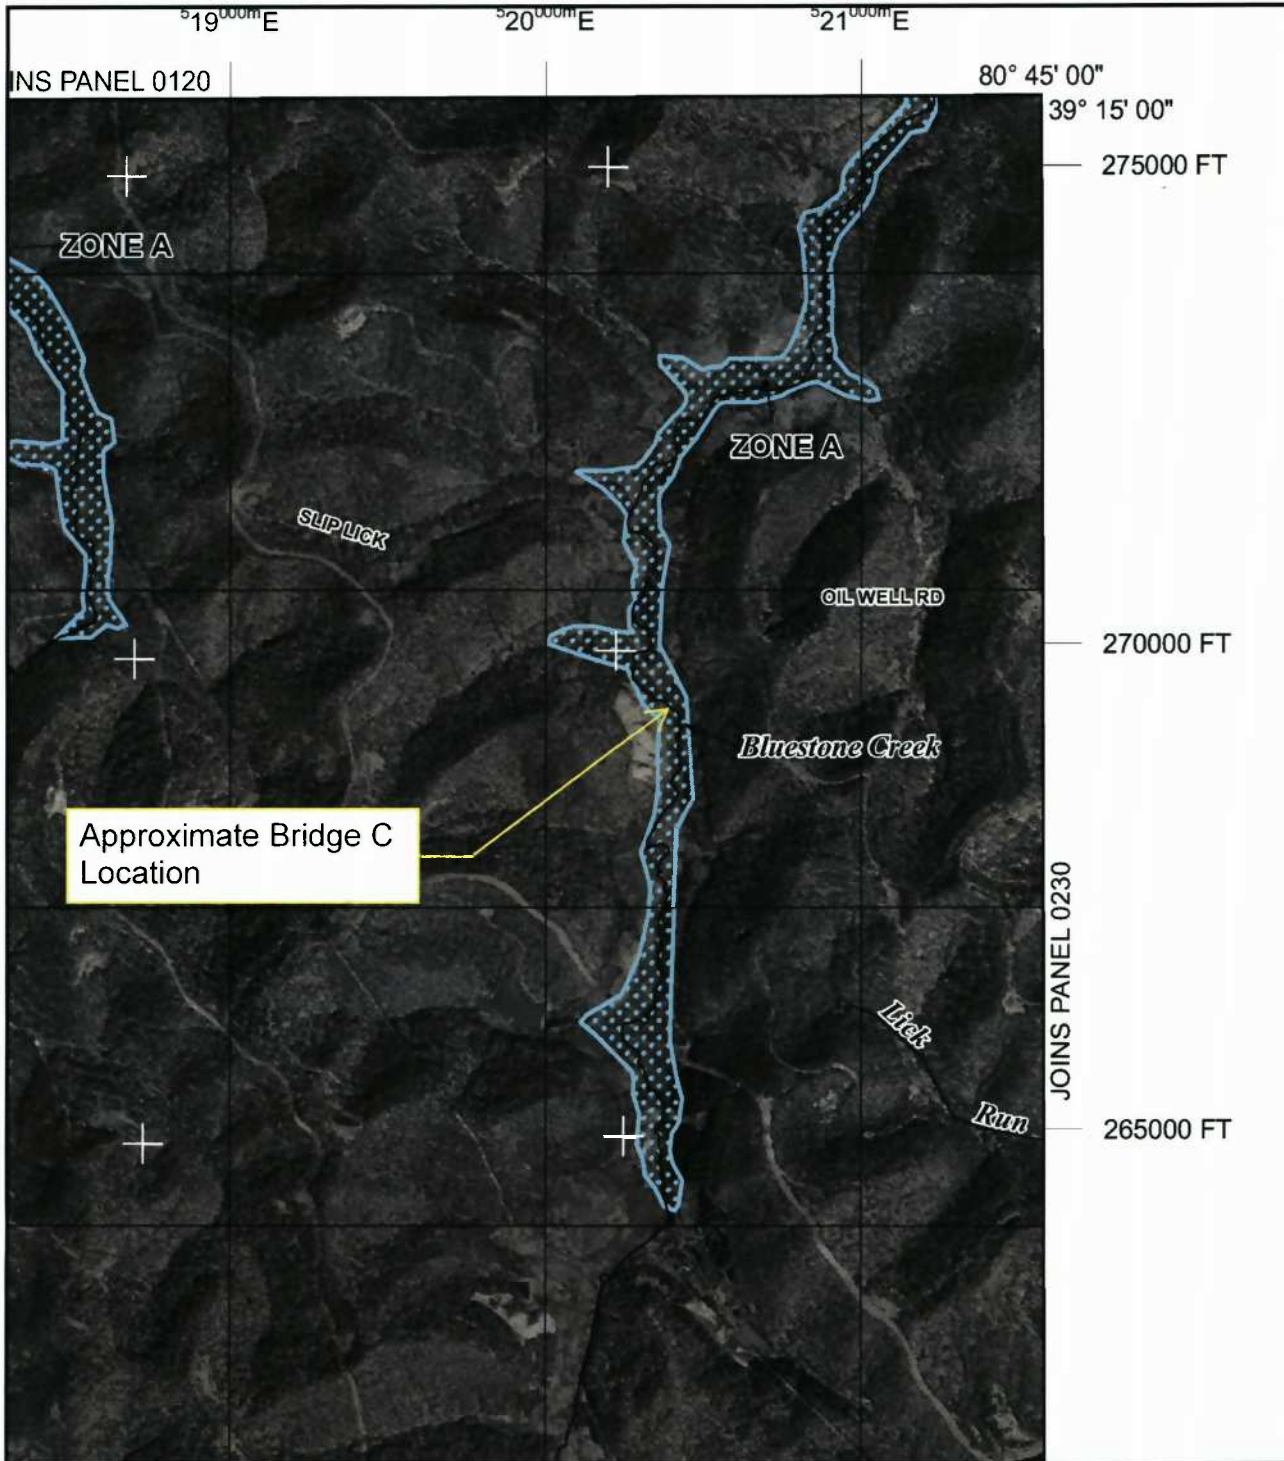 519000mE
520000mE
521000mE
INS PANEL 0120
80° 45' 00"
39° 15' 00"
275000 FT
ZONE A
ZONE A
SLIP LICK
OIL WELL RD
270000 FT
Bluestone Creek
Approximate Bridge C
Location
JOINS PANEL 0230
Lick
Run
265000 FT